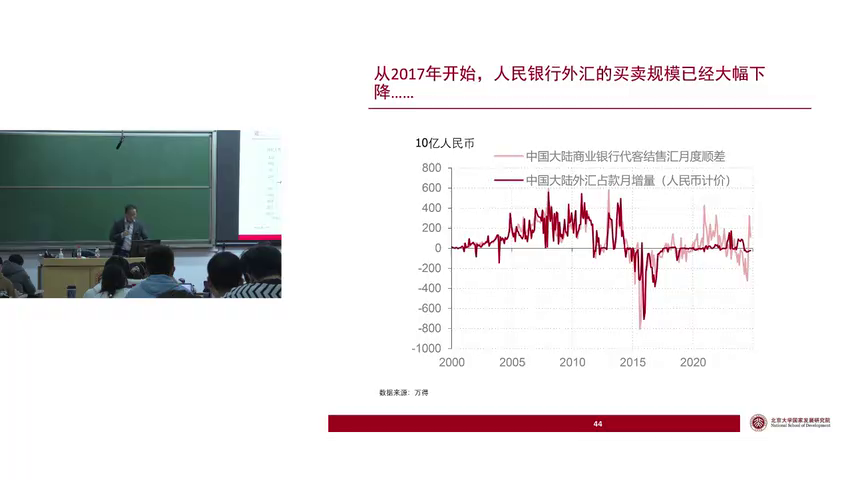 从2017年开始，人民银行外汇的买卖规模已经大幅下
降……
10亿人民币
中国大陆商业银行代客结售汇月度顺差
中国大陆外汇占款月增量（人民币计价）
800
600
400
200
0
-200
-400
-600
-800
-1000
2000
2005
2010
2015
2020
数据来源：万得
44
北京大学国家发展研究院
National School of Development